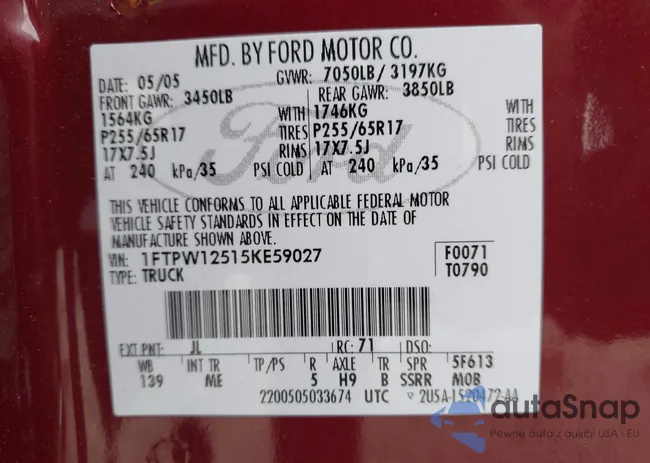 MFD. BY FORD MOTOR CO.
DATE: 05/05 GVWR: 7050LB / 3197KG
FRONT GAWR: 3450LB REAR GAWR: 3850LB
1564KG WITH 1746KG WITH
P255/65R17 TIRES P255/65R17 TIRES
17X7.5J RIMS 17X7.5J RIMS
AT 240 kPa/35 PSI COLD AT 240 kPa/35 PSI COLD
Ford
THIS VEHICLE CONFORMS TO ALL APPLICABLE FEDERAL MOTOR
VEHICLE SAFETY STANDARDS IN EFFECT ON THE DATE OF
MANUFACTURE SHOWN ABOVE.
VIN: 1FTPW12515KE59027 F0071
TYPE: TRUCK T0790
EXT PNT: JL RC: 71 DSO:
WB INT TR TP/PS R AXLE TR SPR 5F613
139 ME 5 H9 B SSRR MOB
2200505033674 UTC ▽ 2U5A-1520472-AA
autaSnap
Pewne auta z aukcji USA - EU